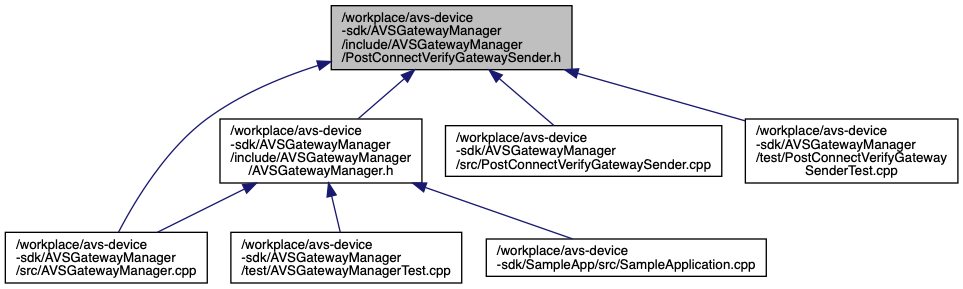 /workplace/avs-device
-sdk/AVSGatewayManager
/include/AVSGatewayManager
/PostConnectVerifyGatewaySender.h
/workplace/avs-device
-sdk/AVSGatewayManager
/include/AVSGatewayManager
/AVSGatewayManager.h
/workplace/avs-device
-sdk/AVSGatewayManager
/src/PostConnectVerifyGatewaySender.cpp
/workplace/avs-device
-sdk/AVSGatewayManager
/test/PostConnectVerifyGateway
SenderTest.cpp
/workplace/avs-device
-sdk/AVSGatewayManager
/src/AVSGatewayManager.cpp
/workplace/avs-device
-sdk/AVSGatewayManager
/test/AVSGatewayManagerTest.cpp
/workplace/avs-device
-sdk/SampleApp/src/SampleApplication.cpp